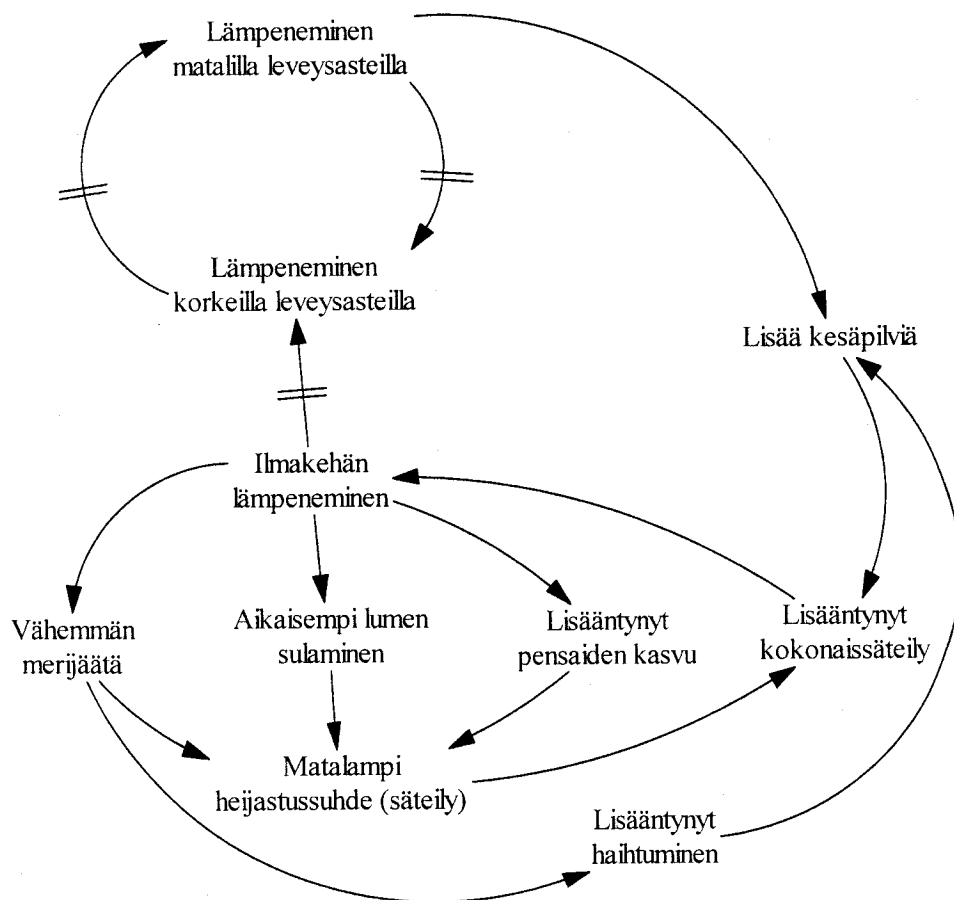 Lämpeneminen
matalilla leveysasteilla
Lämpeneminen
korkeilla leveysasteilla
Lisää kesäpilviä
Ilmakehän
lämpeneminen
Vähemmän
merijäätä
Aikaisempi lumen
sulaminen
Lisääntynyt
pensaiden kasvu
Lisääntynyt
kokonaissäteily
Matalampi
heijastussuhde (säteily)
Lisääntynyt
haihtuminen